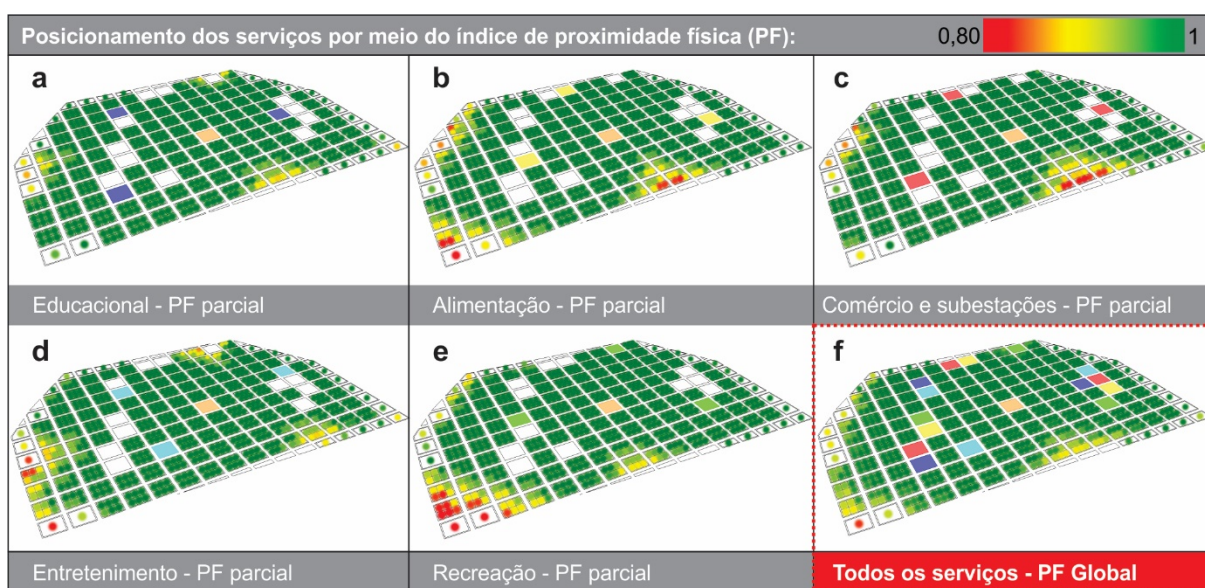 Posicionamento dos serviços por meio do índice de proximidade física (PF):
0,80
1
a
b
c
Educacional - PF parcial
Alimentação - PF parcial
Comércio e subestações - PF parcial
d
e
f
Entretenimento - PF parcial
Recreação - PF parcial
Todos os serviços - PF Global